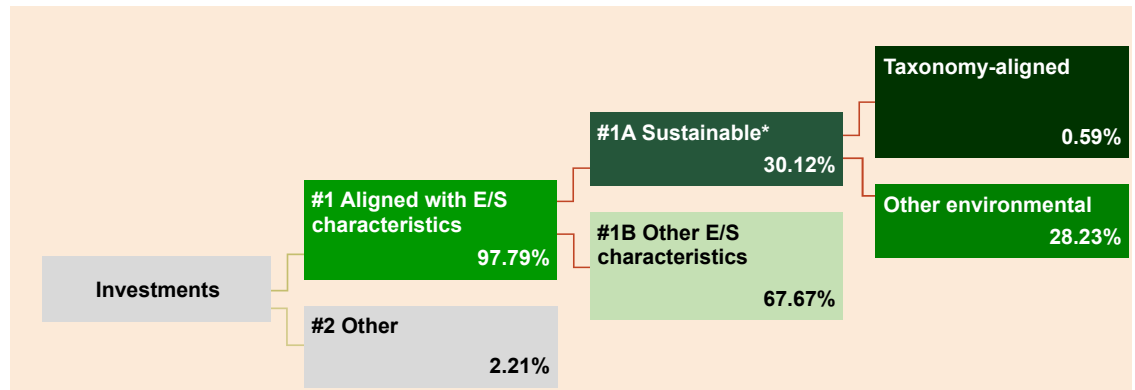 Taxonomy-aligned
0.59%
#1A Sustainable*
30.12%
#1 Aligned with E/S
characteristics
97.79%
Other environmental
28.23%
#1B Other E/S
characteristics
67.67%
Investments
#2 Other
2.21%